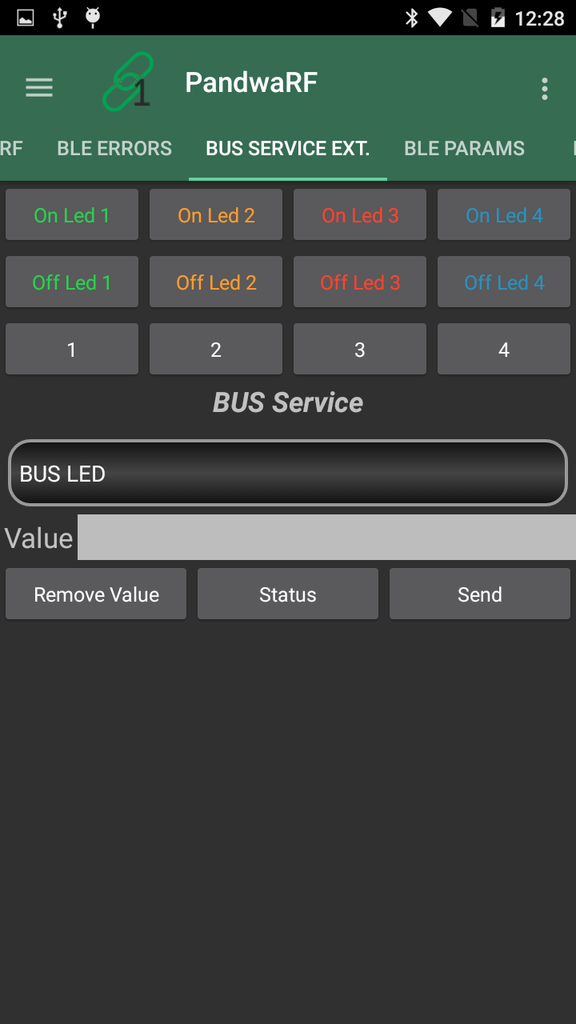 12:28
1
PandwaRF
RF BLE ERRORS BUS SERVICE EXT. BLE PARAMS
On Led 1 On Led 2 On Led 3 On Led 4
Off Led 1 Off Led 2 Off Led 3 Off Led 4
1 2 3 4
BUS Service
BUS LED
Value
Remove Value Status Send